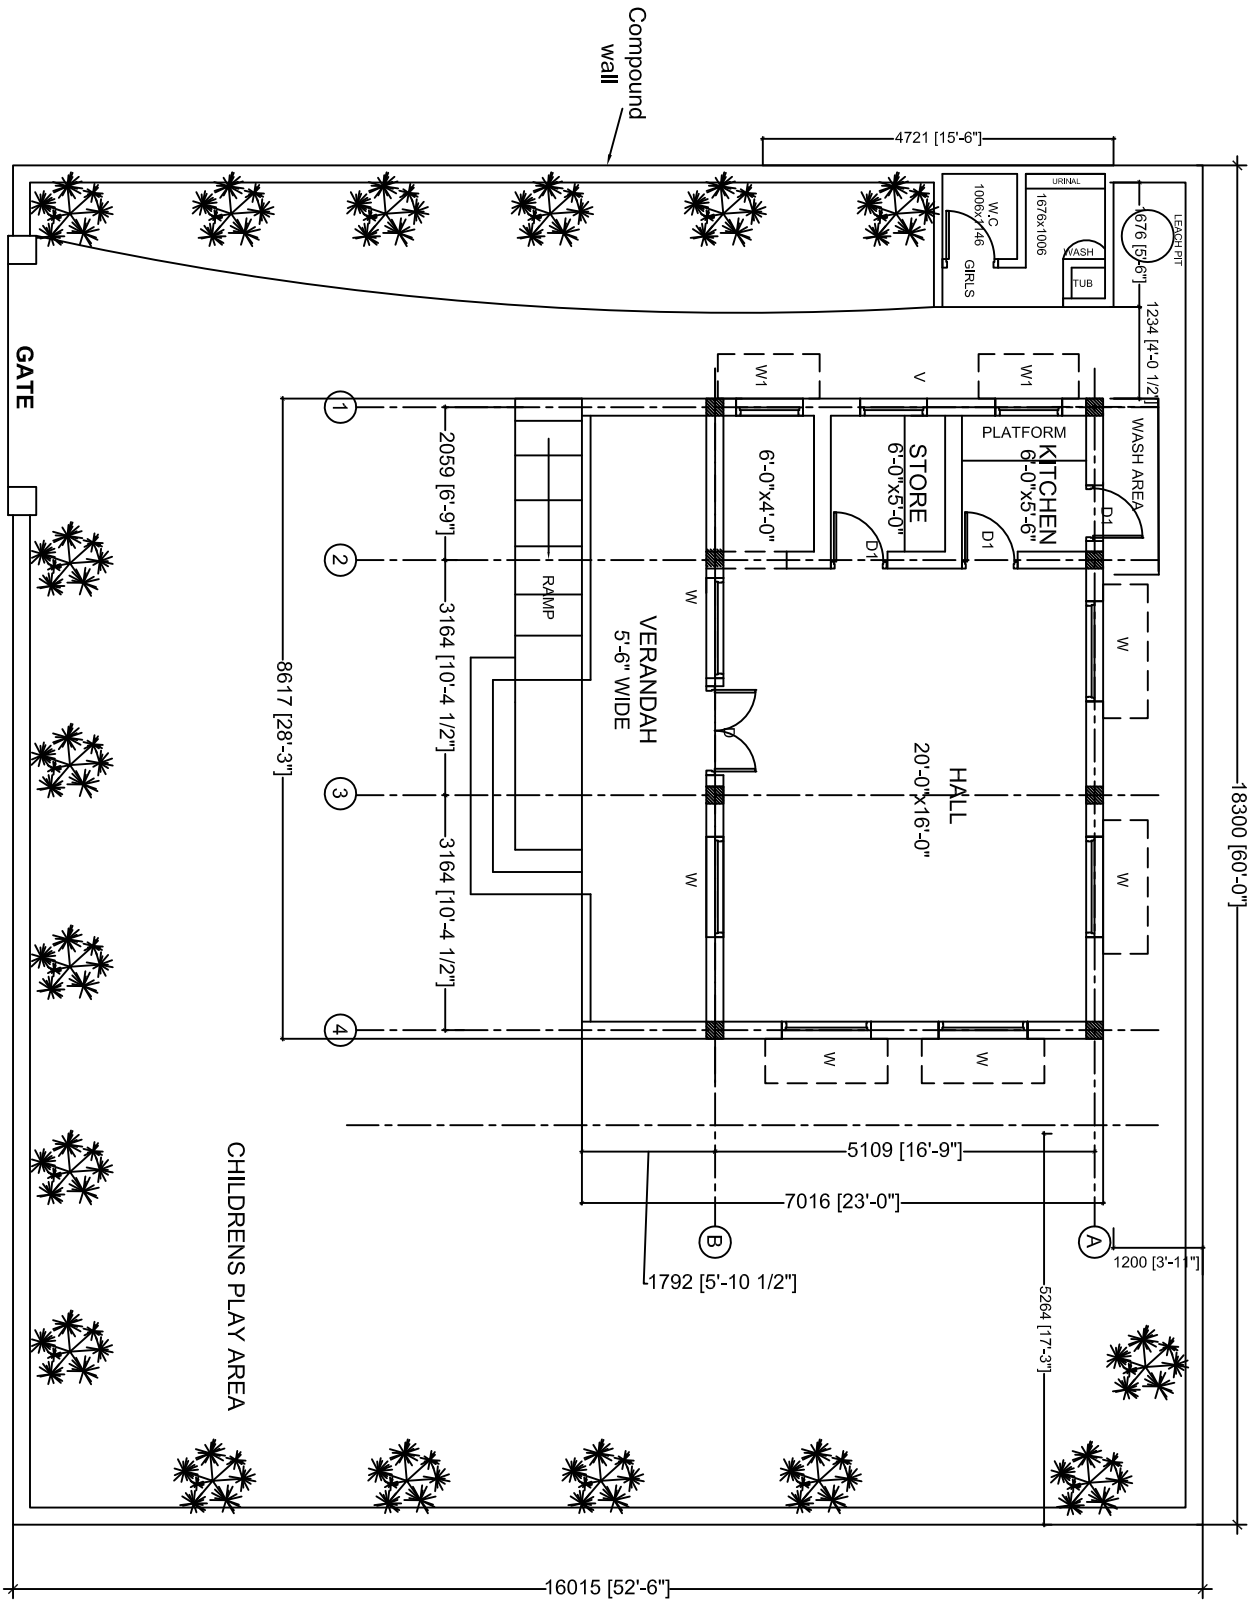 Compound
wall
4721 [15'-6"]
18300 [60'-0"]
URINAL
LEACH PIT
1676 [5'-6"]
W.C
1006x1146
1676x1006
WASH
TUB
GIRLS
1234 [4'-0 1/2"]
GATE
W1
V
W1
1
PLATFORM
WASH AREA
KITCHEN
6'-0"x5'-6"
STORE
6'-0"x5'-0"
6'-0"x4'-0"
D1
D1
D1
2059 [6'-9"]
2
RAMP
W
W
VERANDAH
5'-6" WIDE
3164 [10'-4 1/2"]
8617 [28'-3"]
D
HALL
20'-0"x16'-0"
3
W
W
3164 [10'-4 1/2"]
4
W
W
5109 [16'-9"]
7016 [23'-0"]
B
A
1200 [3'-11"]
1792 [5'-10 1/2"]
5264 [17'-3"]
CHILDRENS PLAY AREA
16015 [52'-6"]